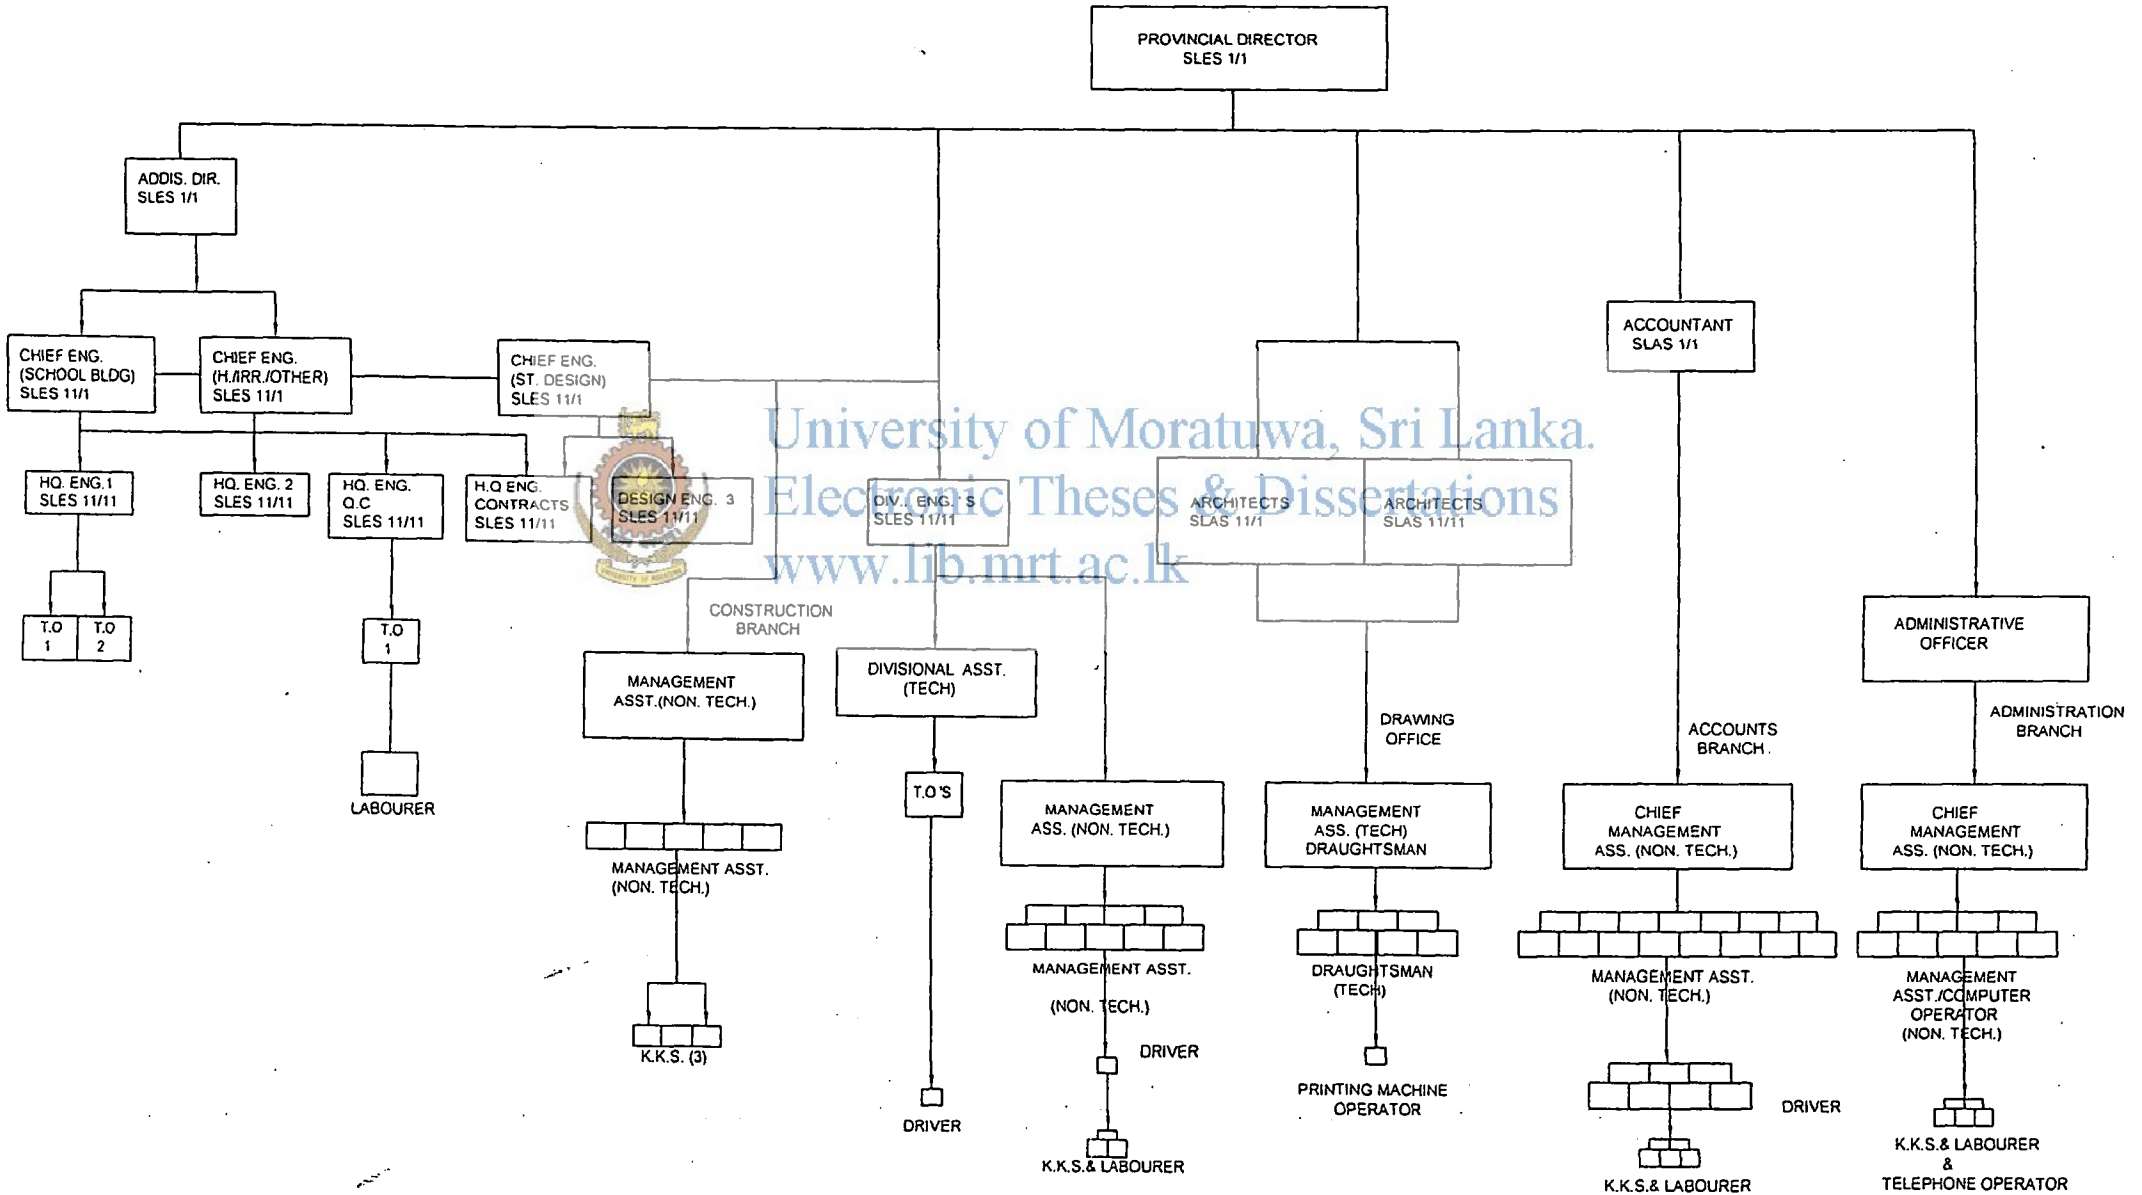 PROVINCIAL DIRECTOR
SLES 1/1
ADDIS. DIR.
SLES 1/1
CHIEF ENG.
(SCHOOL BLDG)
SLES 11/1
CHIEF ENG.
(H./IRR./OTHER)
SLES 11/1
CHIEF ENG.
(ST. DESIGN)
SLES 11/1
ACCOUNTANT
SLAS 1/1
University of Moratuwa, Sri Lanka.
Electronic Theses & Dissertations
www.lib.mrt.ac.lk
UNIVERSITY OF MORATUWA
HQ. ENG.1
SLES 11/11
HQ. ENG. 2
SLES 11/11
HQ. ENG.
Q.C
SLES 11/11
H.Q ENG.
CONTRACTS
SLES 11/11
DESIGN ENG. 3
SLES 11/11
DIV.. ENG.'S
SLES 11/11
ARCHITECTS
SLAS 11/1
ARCHITECTS
SLAS 11/11
T.O
1
T.O
2
T.O
1
LABOURER
CONSTRUCTION
BRANCH
MANAGEMENT
ASST.(NON. TECH.)
DIVISIONAL ASST.
(TECH)
ADMINISTRATIVE
OFFICER
DRAWING
OFFICE
ACCOUNTS
BRANCH.
ADMINISTRATION
BRANCH
T.O'S
MANAGEMENT
ASS. (NON. TECH.)
MANAGEMENT
ASS. (TECH)
DRAUGHTSMAN
CHIEF
MANAGEMENT
ASS. (NON. TECH.)
CHIEF
MANAGEMENT
ASS. (NON. TECH.)
MANAGEMENT ASST.
(NON. TECH.)
MANAGEMENT ASST.
(NON. TECH.)
DRAUGHTSMAN
(TECH)
MANAGEMENT ASST.
(NON. TECH.)
MANAGEMENT
ASST./COMPUTER
OPERATOR
(NON. TECH.)
K.K.S. (3)
DRIVER
DRIVER
K.K.S.& LABOURER
PRINTING MACHINE
OPERATOR
DRIVER
K.K.S.& LABOURER
K.K.S.& LABOURER
&
TELEPHONE OPERATOR